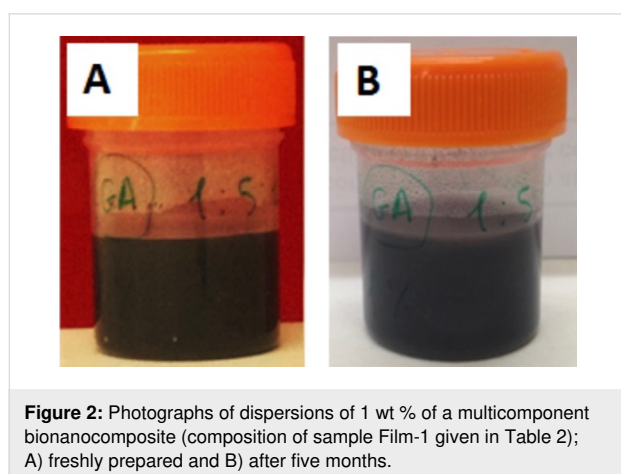 A
B
GA 1:5
GA 1:5
Figure 2: Photographs of dispersions of 1 wt % of a multicomponent
bionanocomposite (composition of sample Film-1 given in Table 2);
A) freshly prepared and B) after five months.